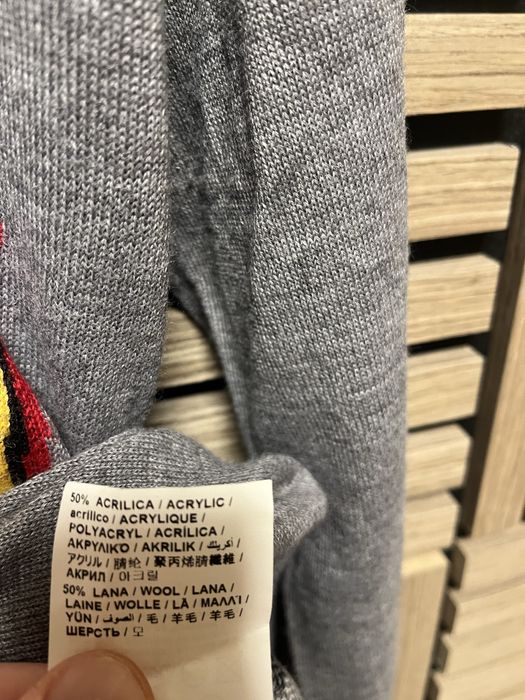 50% ACRILICA / ACRYLIC /
acrilico / ACRYLIQUE /
POLYACRYL / ACRÍLICA /
ΑΚΡΥΛΙΚΌ / AKRILIK / أكريليك /
アクリル / 腈纶 / 聚丙烯腈纖維 /
АКРИЛ / 아크릴
50% LANA / WOOL / LANA /
LAINE / WOLLE / LÃ / ΜΑΛΛΊ /
YÜN / الصوف / 毛 / 羊毛 / 羊毛 /
ШЕРСТЬ / 모